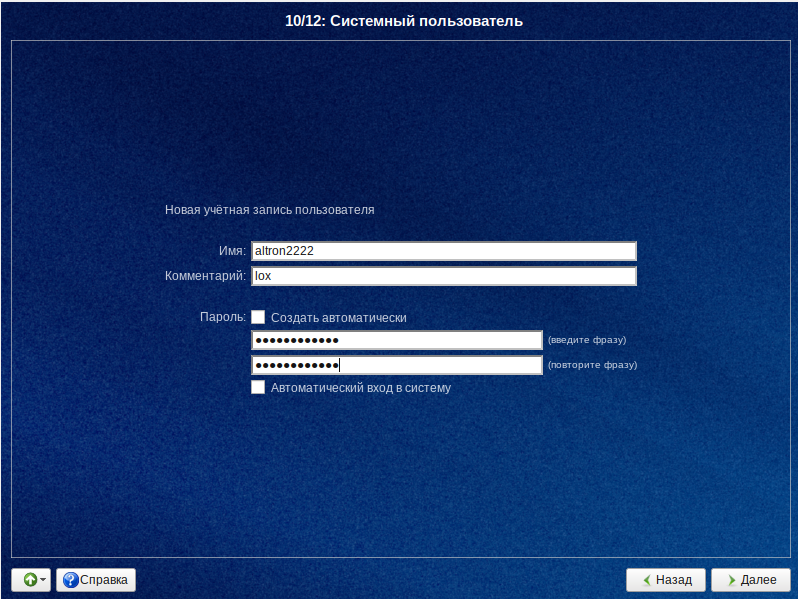 10/12: Системный пользователь
Новая учётная запись пользователя
Имя: altron2222
Комментарий: lox
Пароль: Создать автоматически
●●●●●●●●●●●● (введите фразу)
●●●●●●●●●●●● (повторите фразу)
Автоматический вход в систему
Справка Назад Далее